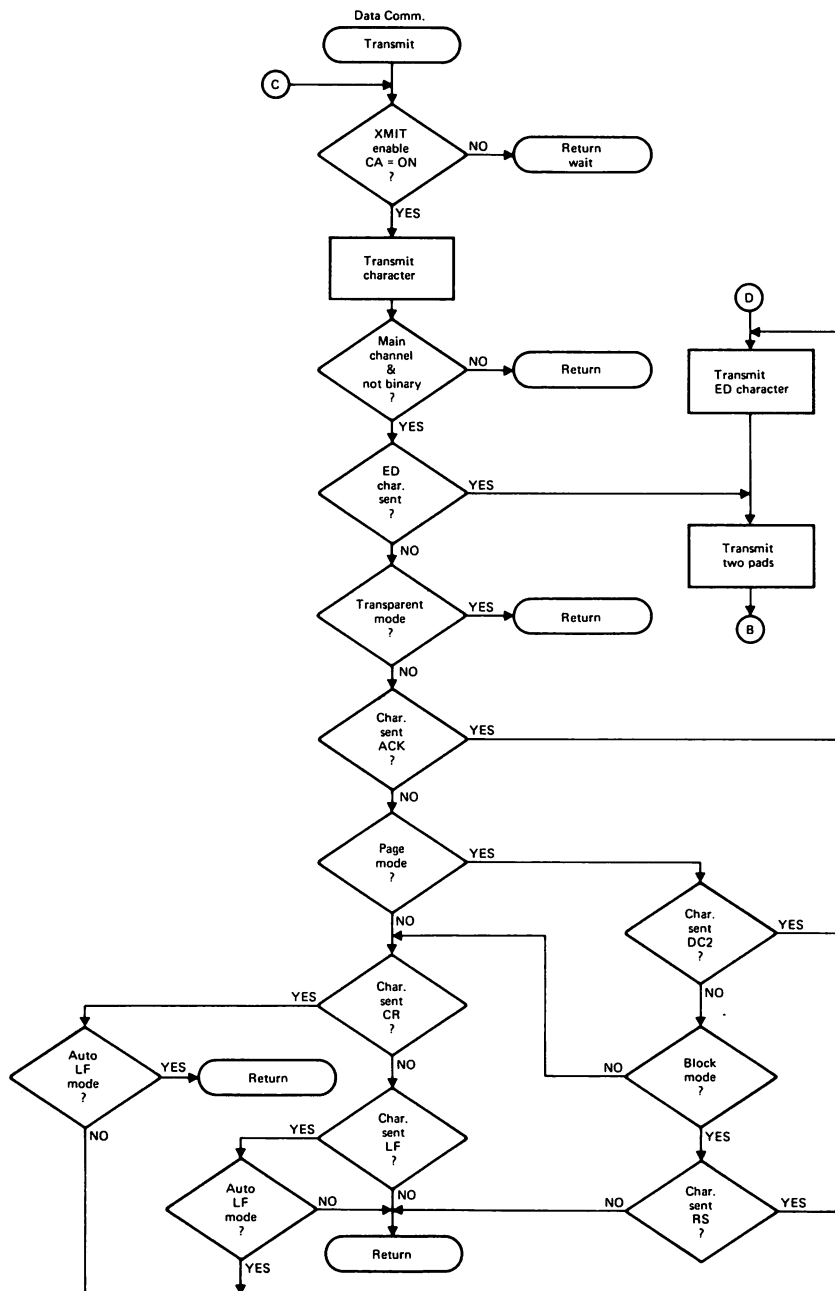 Data Comm.
Transmit
C
XMIT
enable
CA = ON
?
NO
Return
wait
YES
Transmit
character
D
Main
channel
&
not binary
?
NO
Return
Transmit
ED character
YES
ED
char.
sent
?
YES
NO
Transmit
two pads
Transparent
mode
?
YES
Return
B
NO
Char.
sent
ACK
?
YES
NO
Page
mode
?
YES
NO
Char.
sent
DC2
?
YES
NO
Char.
sent
CR
?
YES
NO
Auto
LF
mode
?
YES
Return
NO
Block
mode
?
NO
YES
Char.
sent
LF
?
YES
NO
Auto
LF
mode
?
NO
YES
Char.
sent
RS
?
NO
YES
Return